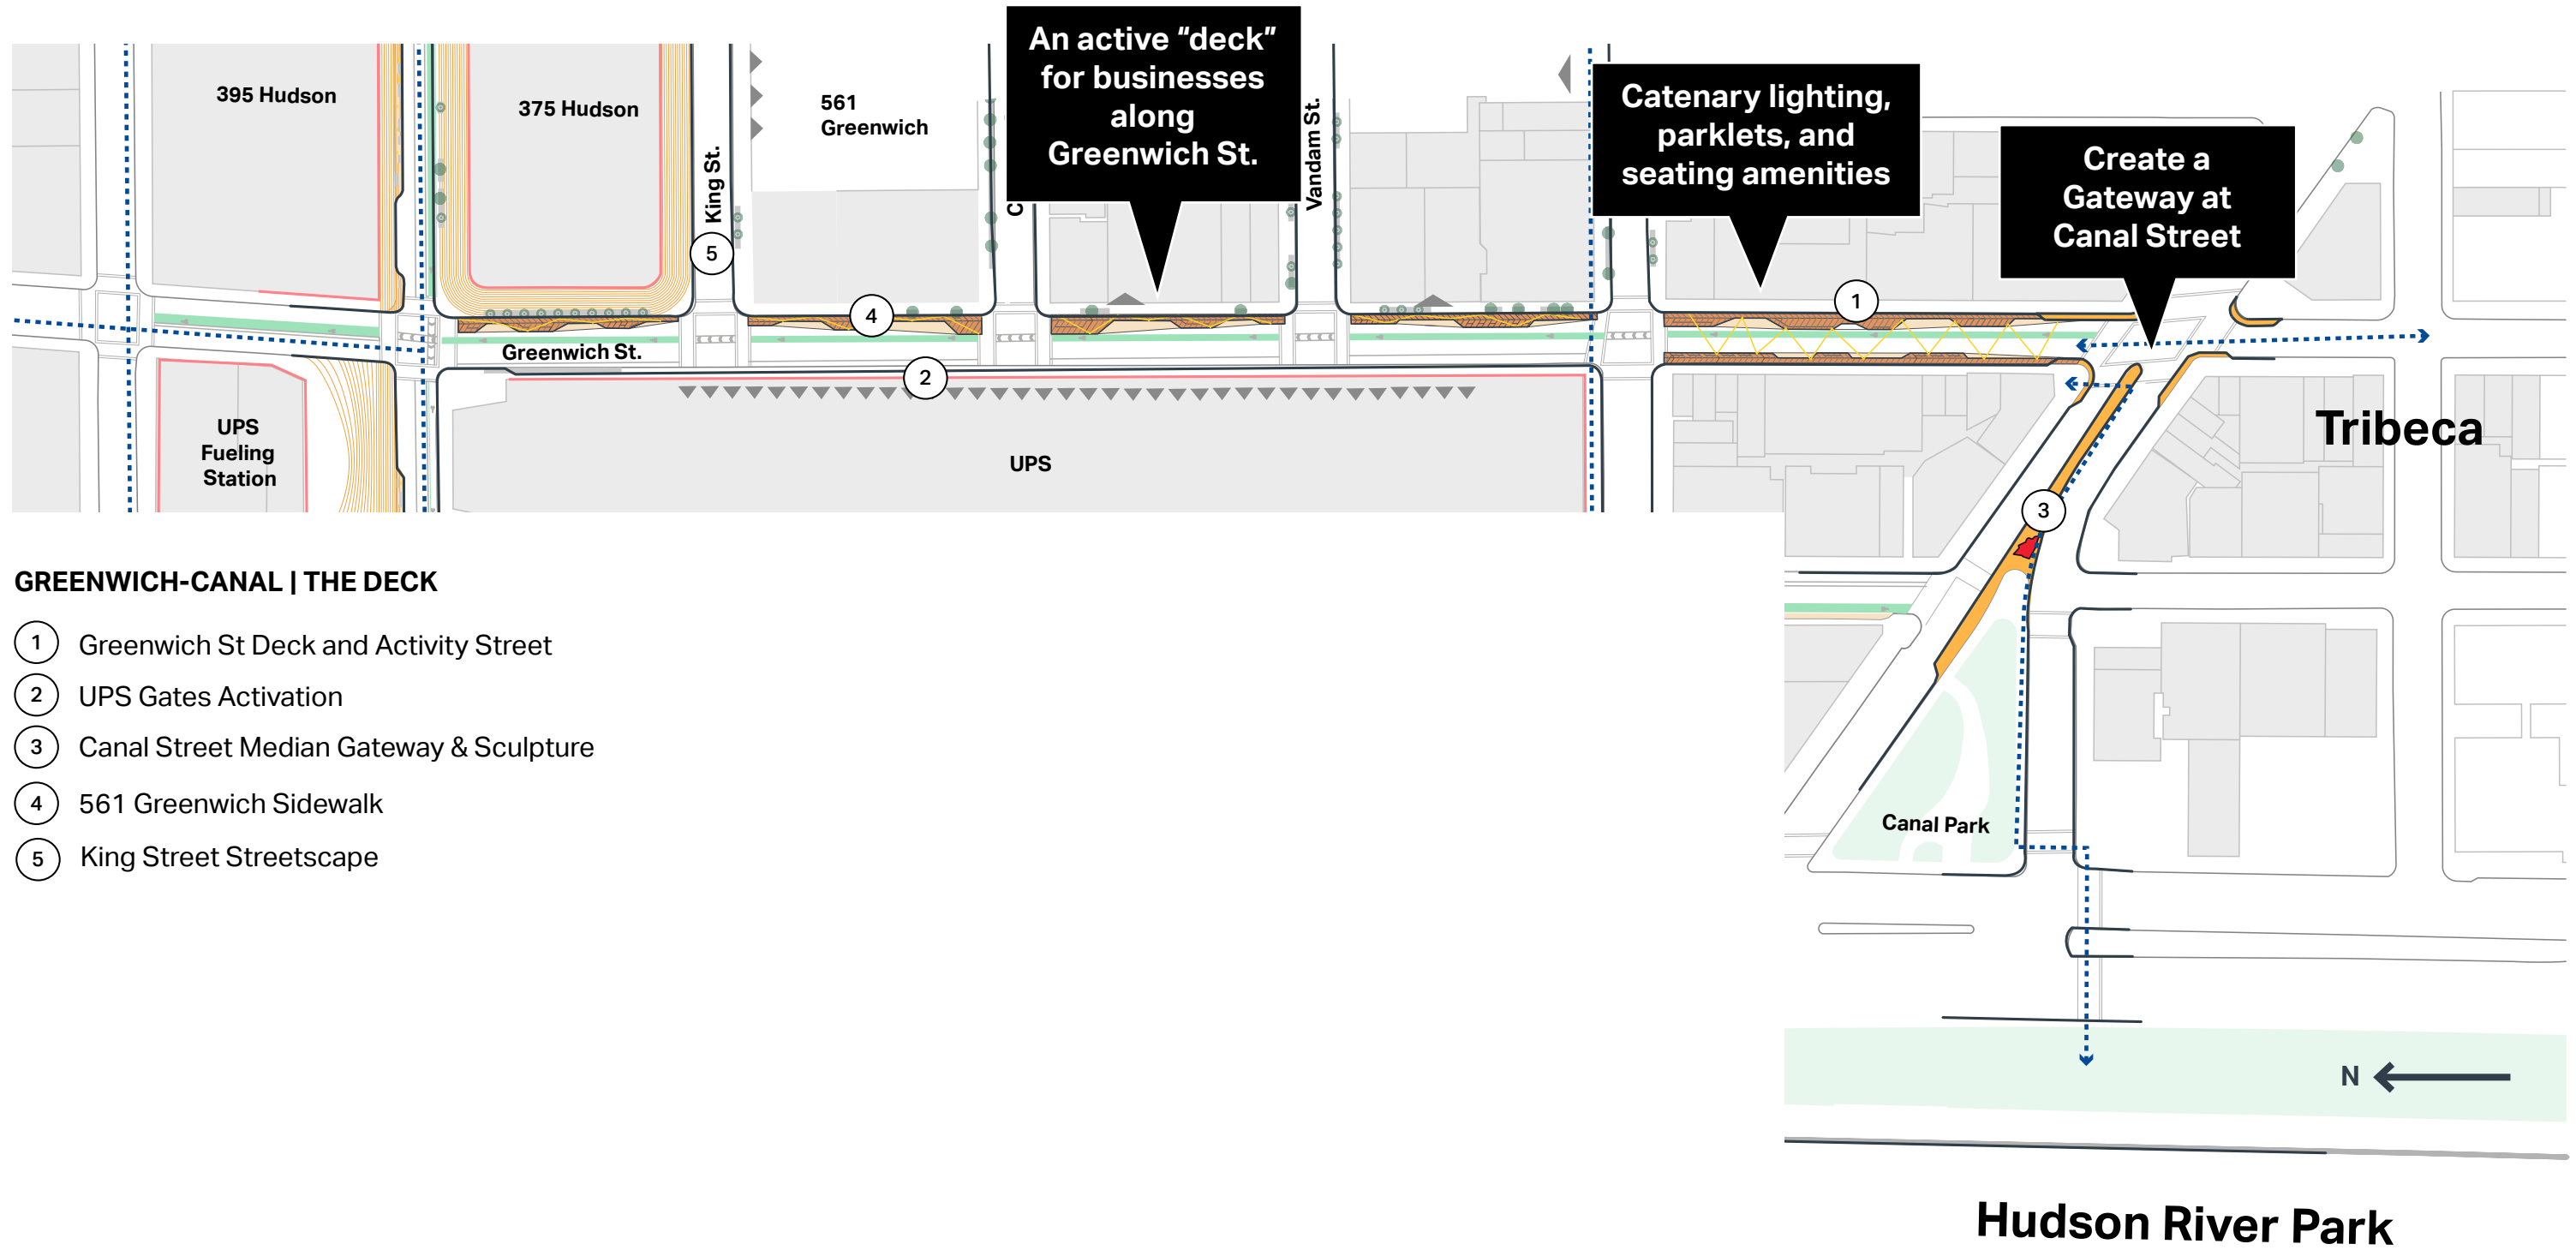 An active “deck”
for businesses
along
Greenwich St.
Catenary lighting,
parklets, and
seating amenities
Create a
Gateway at
Canal Street
395 Hudson
375 Hudson
King St.
561
Greenwich
C
Vandam St.
5
4
1
Greenwich St.
2
UPS
Fueling
Station
UPS
Tribeca
3
GREENWICH-CANAL | THE DECK
1 Greenwich St Deck and Activity Street
2 UPS Gates Activation
3 Canal Street Median Gateway & Sculpture
4 561 Greenwich Sidewalk
5 King Street Streetscape
Canal Park
N
Hudson River Park